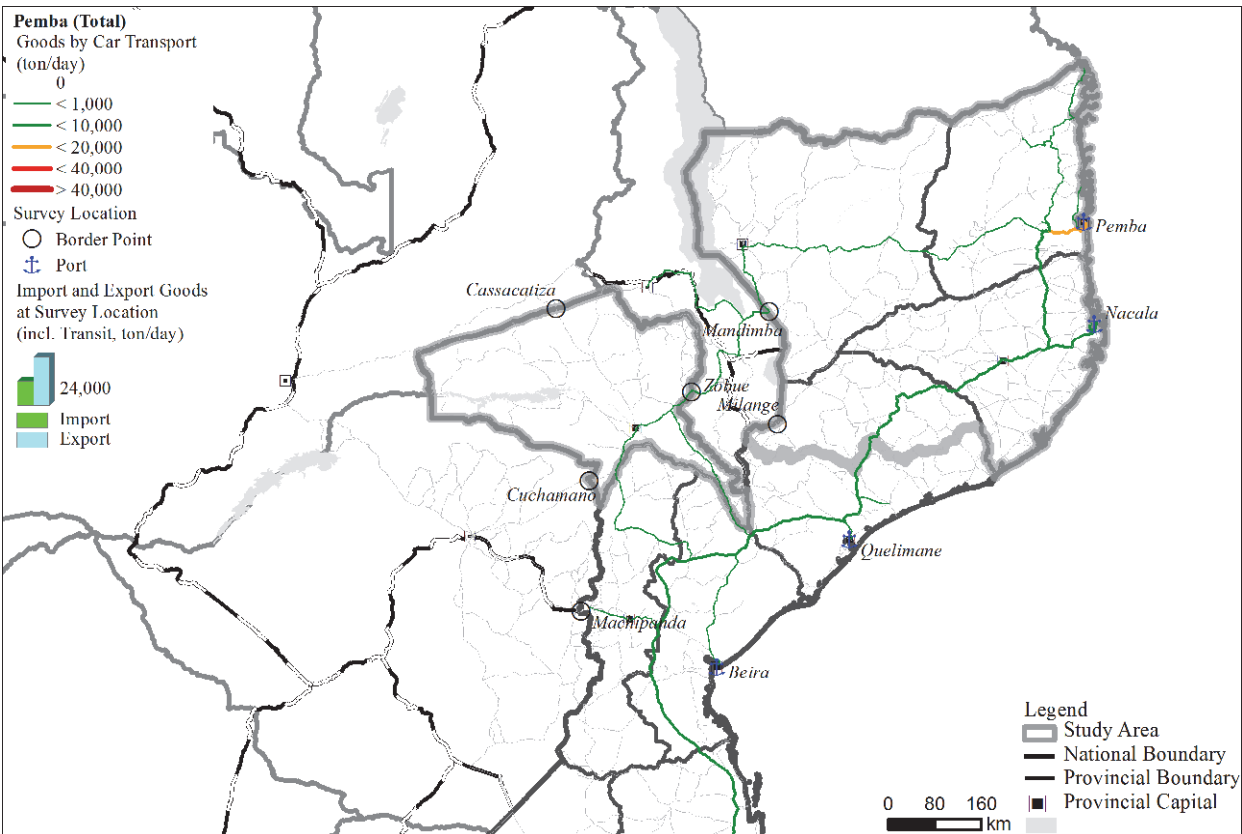 Pemba (Total)
Goods by Car Transport
(ton/day)
0
< 1,000
< 10,000
< 20,000
< 40,000
> 40,000
Survey Location
Border Point
Port
Import and Export Goods
at Survey Location
(incl. Transit, ton/day)
24,000
Import
Export
Pemba
Cassacatiza
Nacala
Mandimba
Zobue
Milange
Cuchamano
Quelimane
Machipanda
Beira
Legend
Study Area
National Boundary
Provincial Boundary
Provincial Capital
0 80 160
km